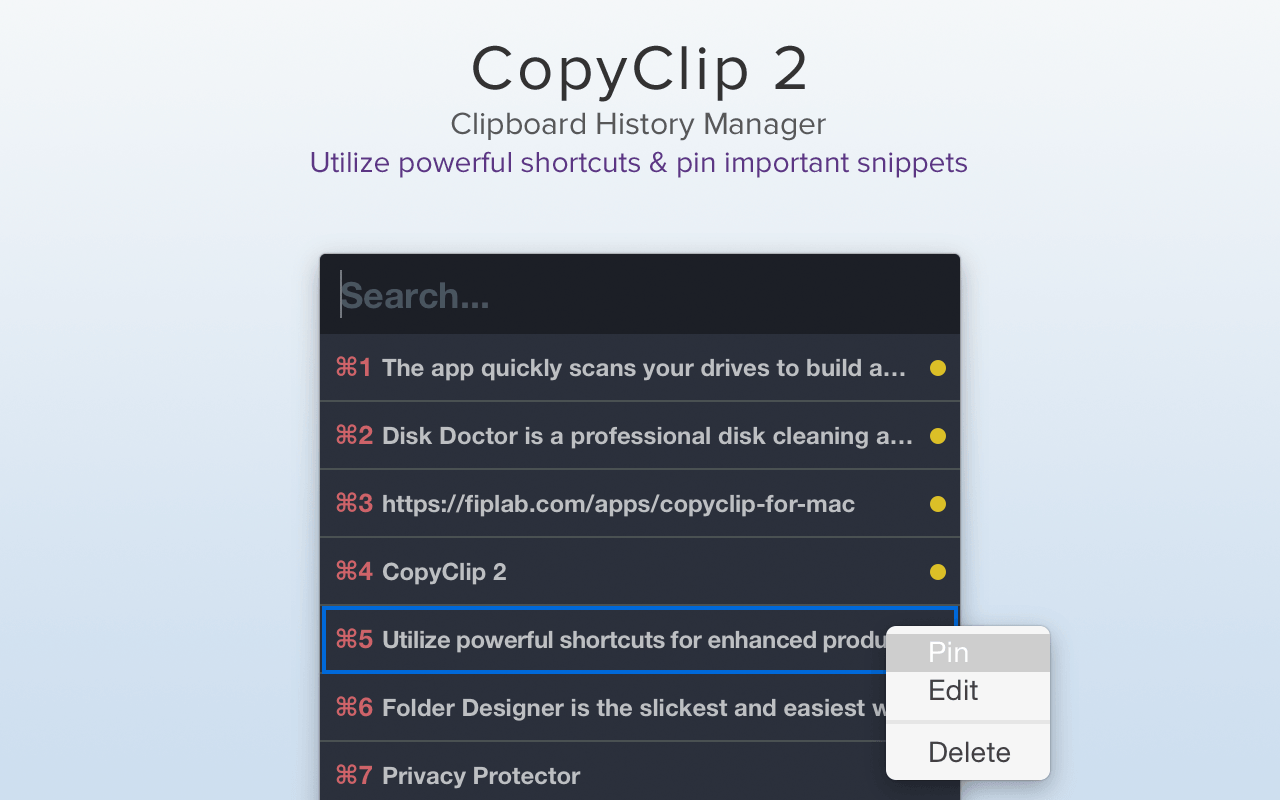 CopyClip 2
Clipboard History Manager
Utilize powerful shortcuts & pin important snippets
Search...
⌘1 The app quickly scans your drives to build a...
⌘2 Disk Doctor is a professional disk cleaning a...
⌘3 https://fiplab.com/apps/copyclip-for-mac
⌘4 CopyClip 2
⌘5 Utilize powerful shortcuts for enhanced
⌘6 Folder Designer is the slickest and easiest
⌘7 Privacy Protector
Pin
Edit
Delete